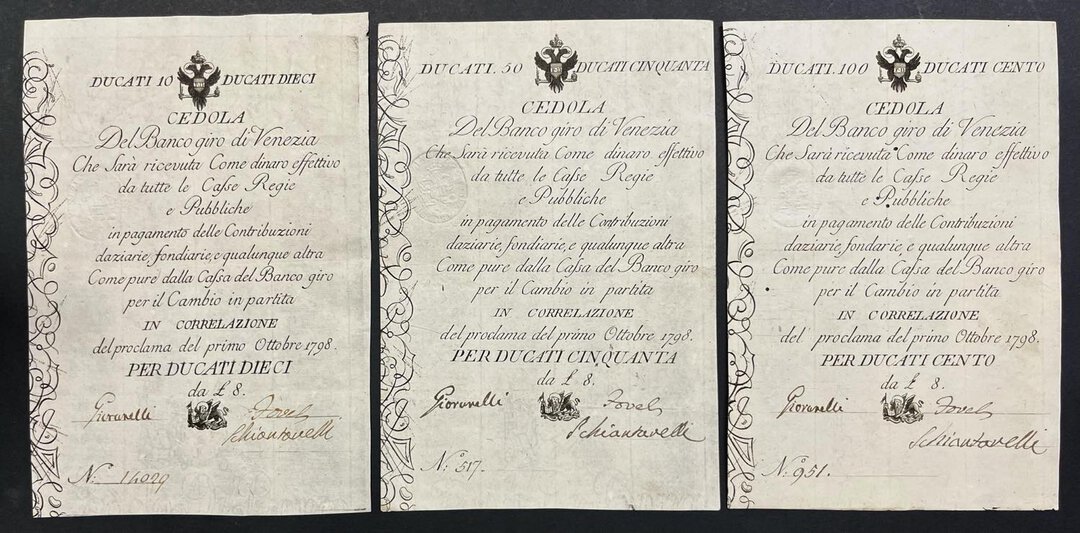 DUCATI 10 DUCATI DIECI
CEDOLA
Del Banco giro di Venezia
Che Sarà ricevuta Come dinaro effettivo
da tutte le Caſse Regie
e Pubbliche
in pagamento delle Contribuzioni
daziarie, fondiarie, e qualunque altra
Come pure dalla Caſsa del Banco giro
per il Cambio in partita
IN CORRELAZIONE
del proclama del primo Ottobre 1798.
PER DUCATI DIECI
da £ 8.
Giovanelli
Schiantarelli
N: 14029
DUCATI. 50 DUCATI CINQUANTA
CEDOLA
Del Banco giro di Venezia
Che Sarà ricevuta Come dinaro effettivo
da tutte le Caſse Regie
e Pubbliche
in pagamento delle Contribuzioni
daziarie, fondiarie, e qualunque altra
Come pure dalla Caſsa del Banco giro
per il Cambio in partita
IN CORRELAZIONE
del proclama del primo Ottobre 1798.
PER DUCATI CINQUANTA
da £ 8.
Giovanelli
Schiantarelli
N.º 517.
DUCATI. 100 DUCATI CENTO
CEDOLA
Del Banco giro di Venezia
Che Sarà ricevuta Come dinaro effettivo
da tutte le Caſse Regie
e Pubbliche
in pagamento delle Contribuzioni
daziarie, fondarie, e qualunque altra
Come pure dalla Caſsa del Banco giro
per il Cambio in partita
IN CORRELAZIONE
del proclama del primo Ottobre 1798.
PER DUCATI CENTO
da £ 8.
Giovanelli
Schiantarelli
N.º 951.